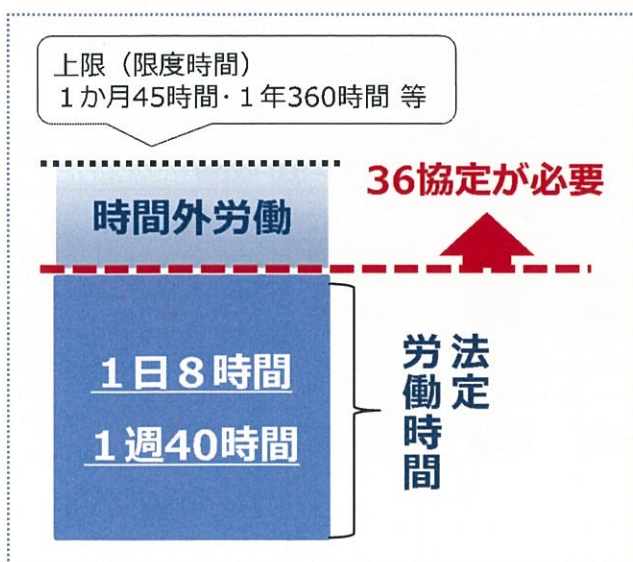 上限（限度時間）
１か月45時間･１年360時間 等
36協定が必要
時間外労働
１日８時間
１週40時間
法定
労働時間